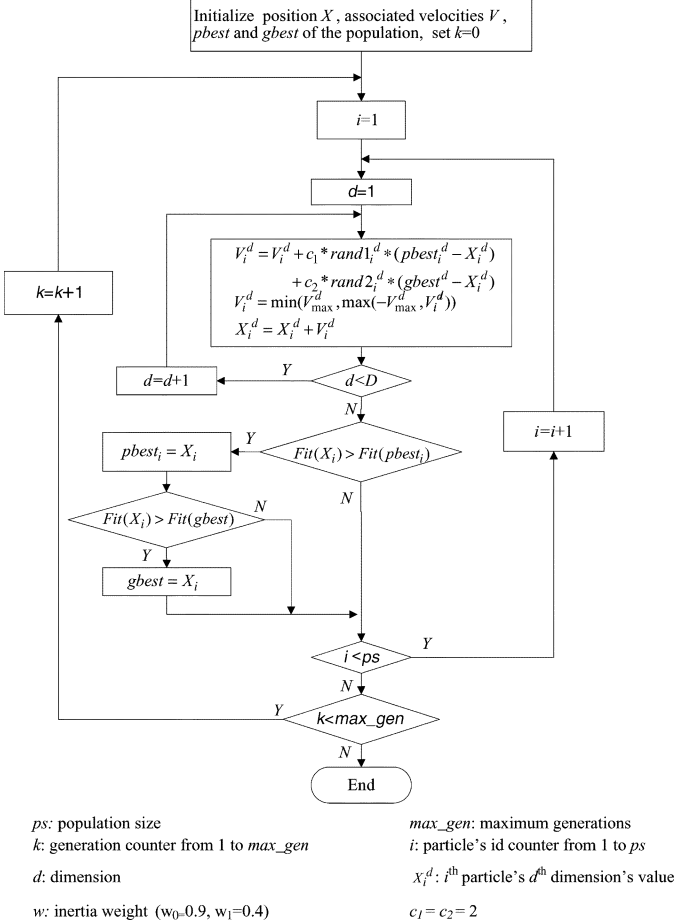 Initialize position X , associated velocities V ,
pbest and gbest of the population, set k=0
i=1
d=1
V_i^d = V_i^d + c_1 * rand1_i^d * (pbest_i^d − X_i^d)
+ c_2 * rand2_i^d * (gbest^d − X_i^d)
V_i^d = min(V_max^d , max(−V_max^d , V_i^d))
X_i^d = X_i^d + V_i^d
k=k+1
d=d+1
Y
d<D
N
i=i+1
pbest_i = X_i
Y
Fit(X_i) > Fit(pbest_i)
N
Fit(X_i) > Fit(gbest)
N
Y
gbest = X_i
i <ps
Y
N
Y
k<max_gen
N
End
ps: population size
max_gen: maximum generations
k: generation counter from 1 to max_gen
i: particle's id counter from 1 to ps
d: dimension
X_i^d : i^th particle's d^th dimension's value
w: inertia weight (w_0=0.9, w_1=0.4)
c_1 = c_2 = 2